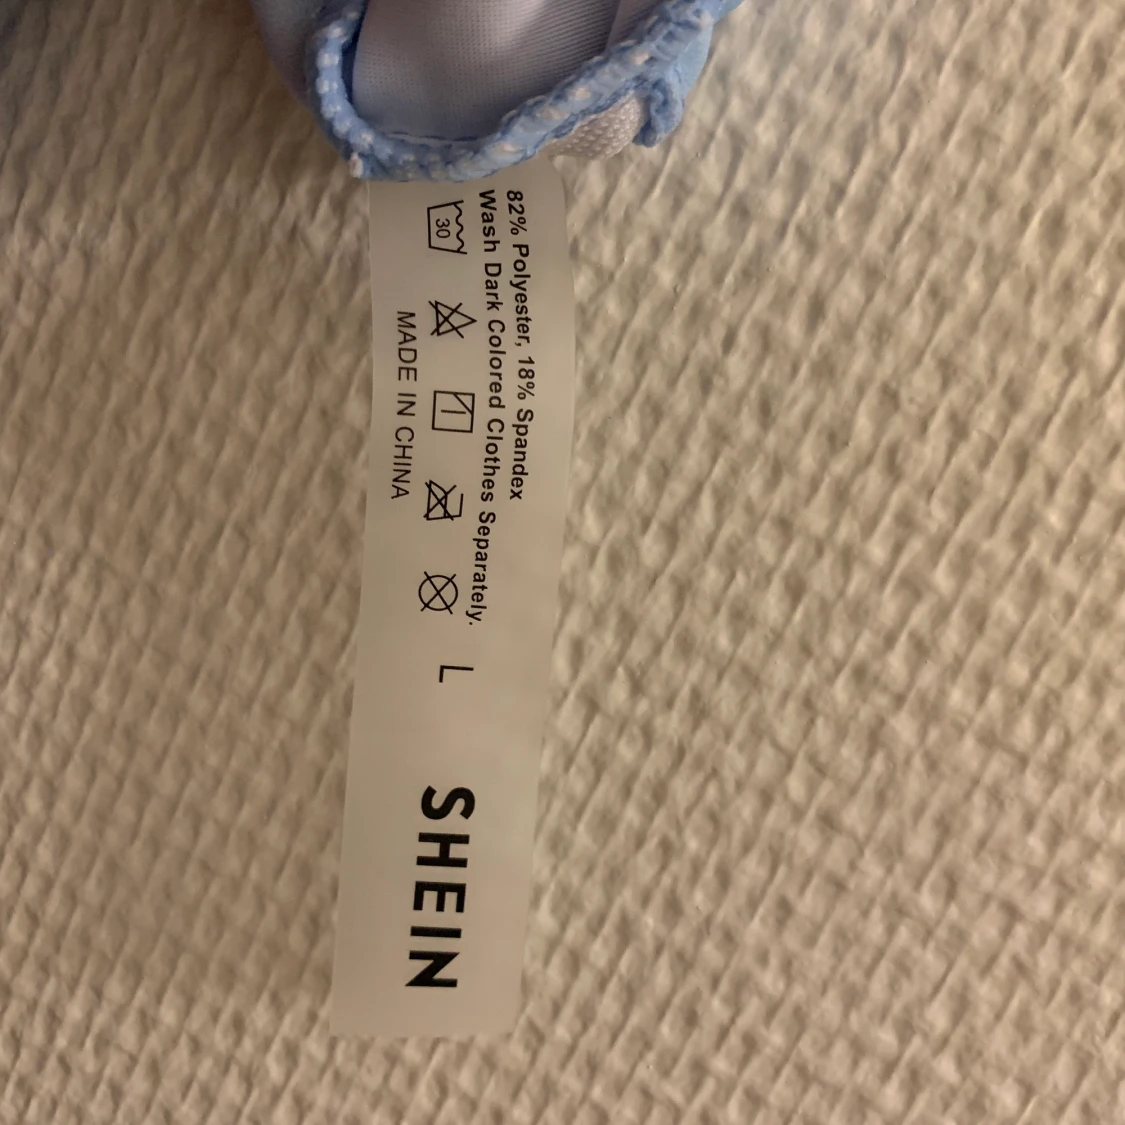 82% Polyester, 18% Spandex
Wash Dark Colored Clothes Separately.
30
L
MADE IN CHINA
SHEIN